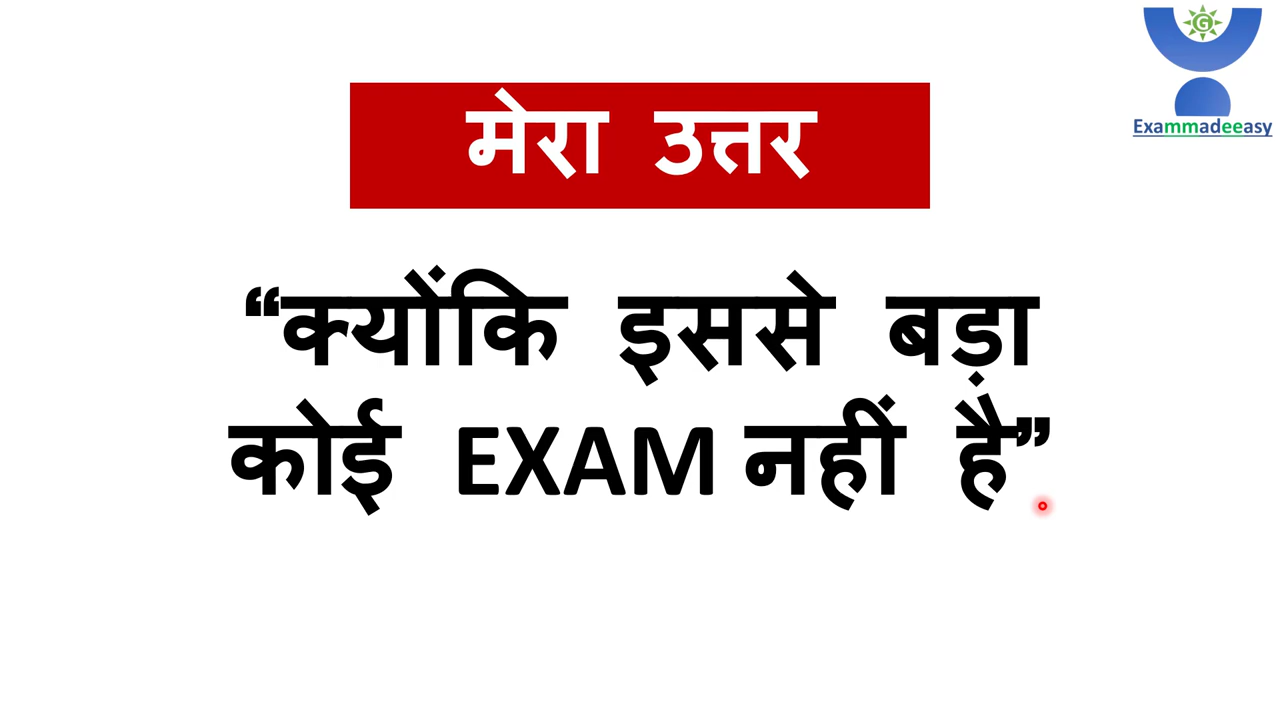 Exammadeeasy
मेरा उत्तर
“क्योंकि इससे बड़ा
कोई EXAM नहीं है”